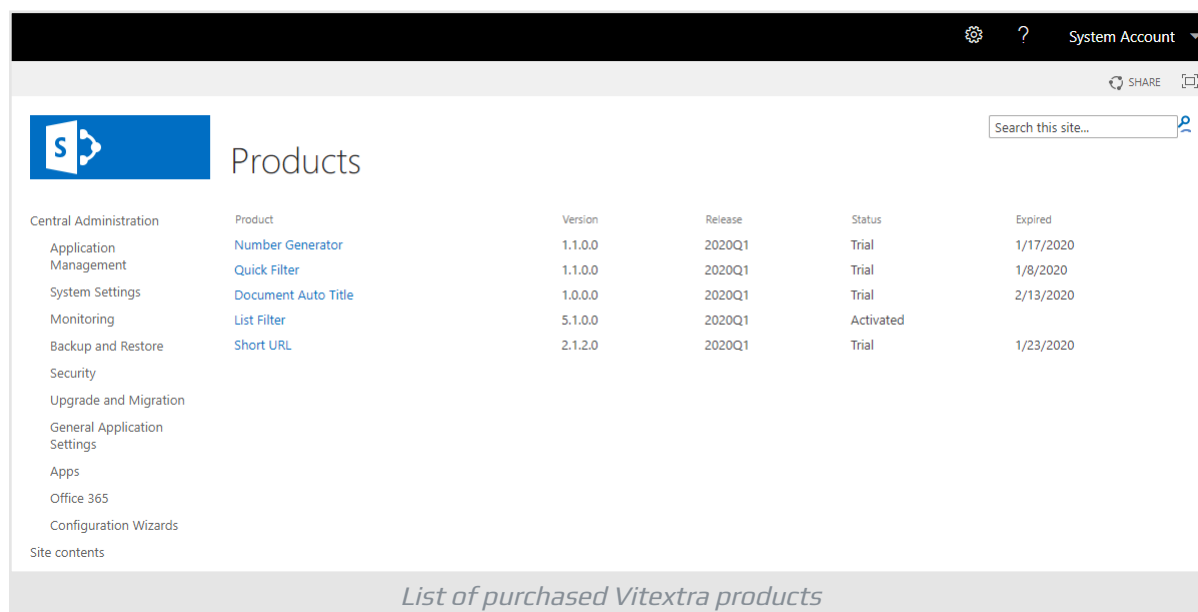 ? System Account
SHARE
S
Search this site...
Products
Central Administration
Application
Management
System Settings
Monitoring
Backup and Restore
Security
Upgrade and Migration
General Application
Settings
Apps
Office 365
Configuration Wizards
Site contents
Product Version Release Status Expired
Number Generator 1.1.0.0 2020Q1 Trial 1/17/2020
Quick Filter 1.1.0.0 2020Q1 Trial 1/8/2020
Document Auto Title 1.0.0.0 2020Q1 Trial 2/13/2020
List Filter 5.1.0.0 2020Q1 Activated
Short URL 2.1.2.0 2020Q1 Trial 1/23/2020
List of purchased Vitextra products